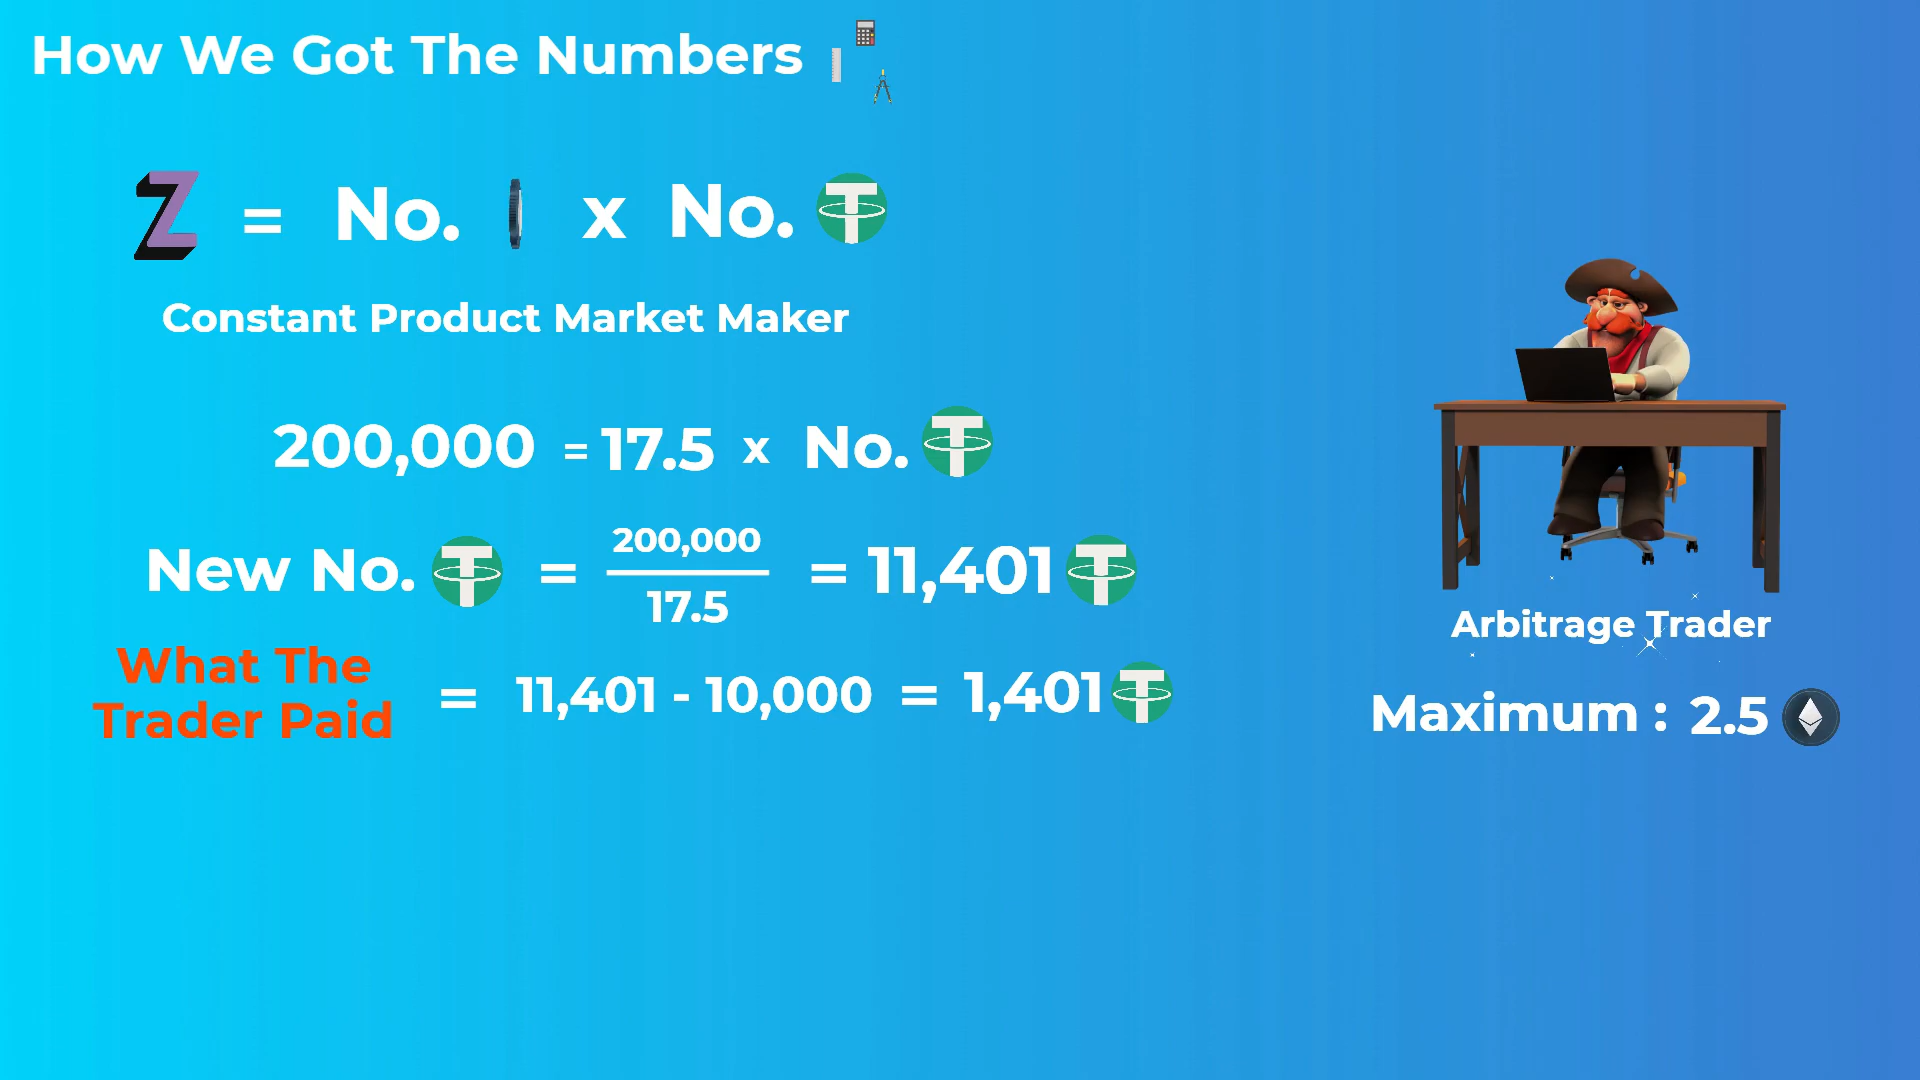 How We Got The Numbers
Z = No. x No.
Constant Product Market Maker
200,000 = 17.5 x No.
New No. = 200,000 / 17.5 = 11,401
What The
Trader Paid = 11,401 - 10,000 = 1,401
Arbitrage Trader
Maximum : 2.5